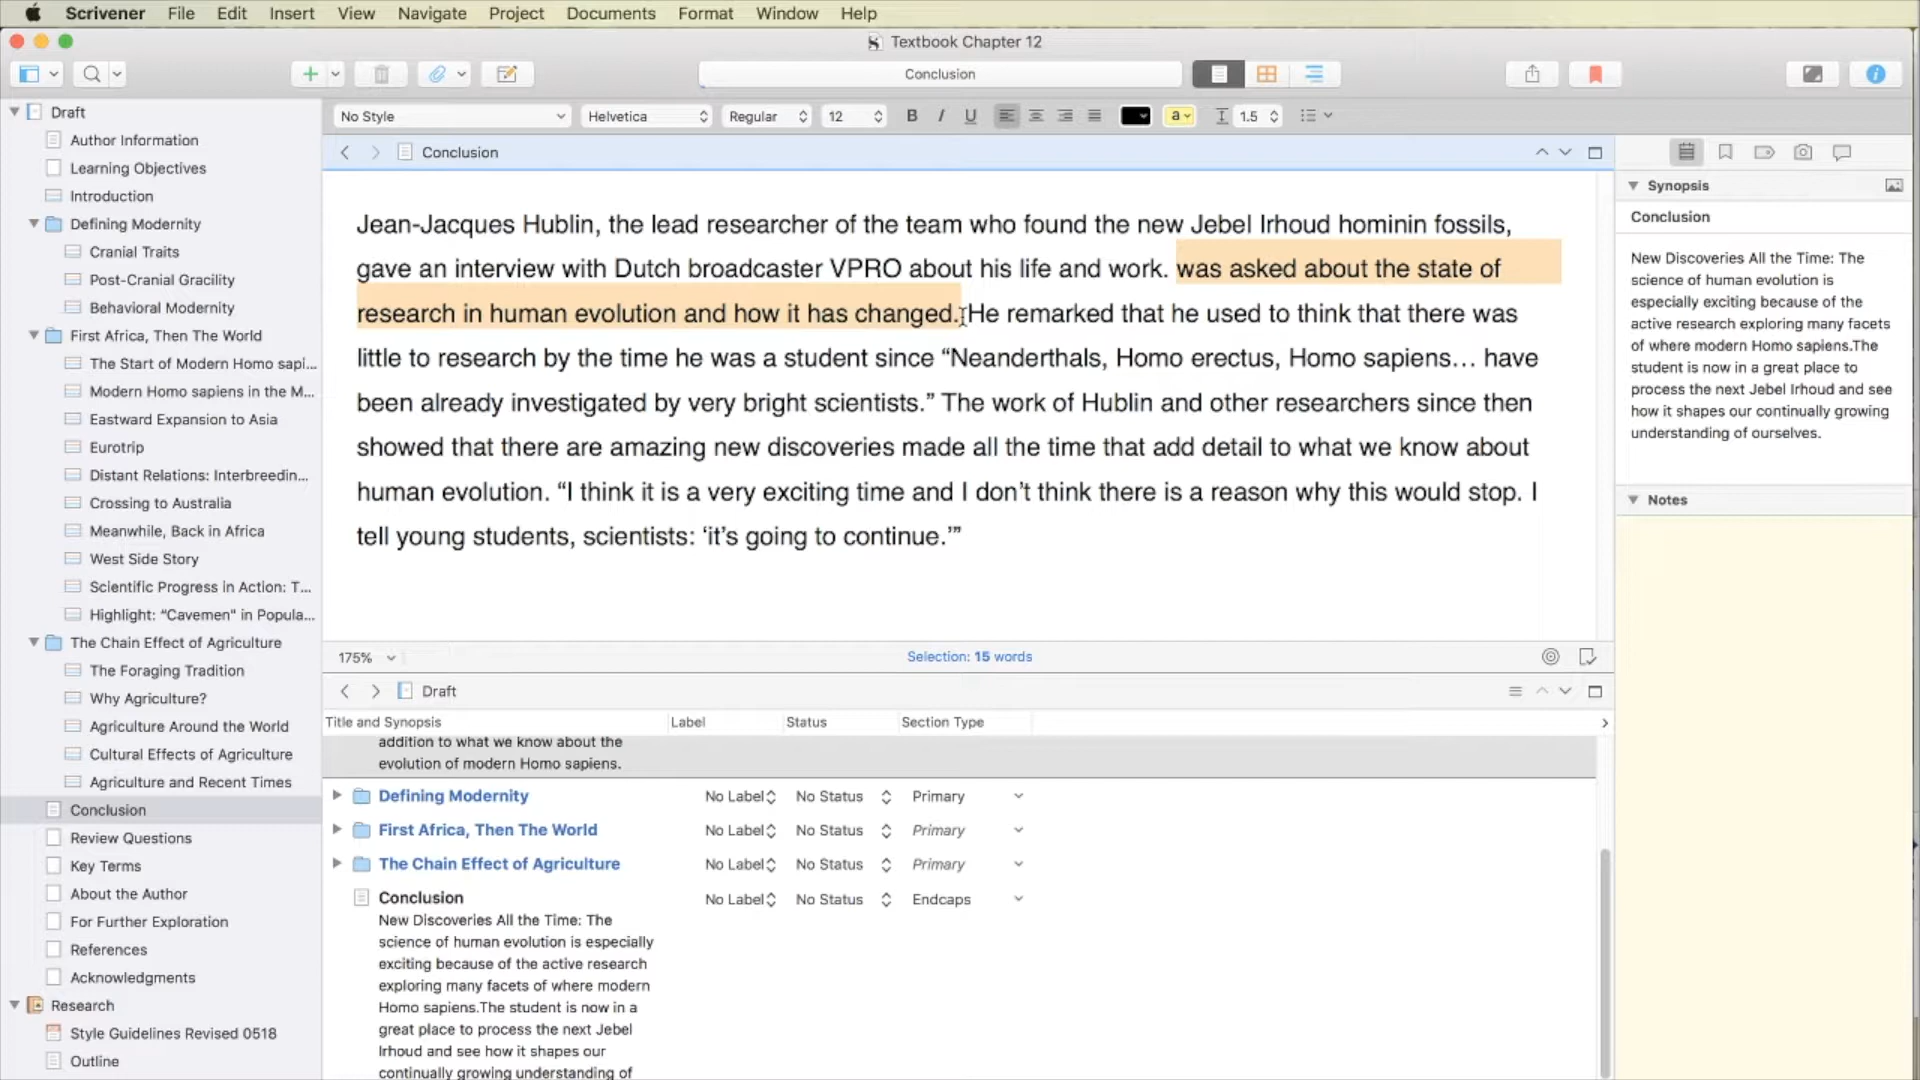 Scrivener File Edit Insert View Navigate Project Documents Format Window Help
Textbook Chapter 12
Conclusion
No Style Helvetica Regular 12 B I U a 1.5
Draft
Author Information
Learning Objectives
Introduction
Defining Modernity
Cranial Traits
Post-Cranial Gracility
Behavioral Modernity
First Africa, Then The World
The Start of Modern Homo sapi...
Modern Homo sapiens in the M...
Eastward Expansion to Asia
Eurotrip
Distant Relations: Interbreedin...
Crossing to Australia
Meanwhile, Back in Africa
West Side Story
Scientific Progress in Action: T...
Highlight: “Cavemen" in Popula...
The Chain Effect of Agriculture
The Foraging Tradition
Why Agriculture?
Agriculture Around the World
Cultural Effects of Agriculture
Agriculture and Recent Times
Conclusion
Review Questions
Key Terms
About the Author
For Further Exploration
References
Acknowledgments
Research
Style Guidelines Revised 0518
Outline
Conclusion
Jean-Jacques Hublin, the lead researcher of the team who found the new Jebel Irhoud hominin fossils,
gave an interview with Dutch broadcaster VPRO about his life and work. was asked about the state of
research in human evolution and how it has changed. He remarked that he used to think that there was
little to research by the time he was a student since “Neanderthals, Homo erectus, Homo sapiens… have
been already investigated by very bright scientists.” The work of Hublin and other researchers since then
showed that there are amazing new discoveries made all the time that add detail to what we know about
human evolution. “I think it is a very exciting time and I don’t think there is a reason why this would stop. I
tell young students, scientists: ‘it’s going to continue.’”
175% Selection: 15 words
Draft
Title and Synopsis Label Status Section Type
addition to what we know about the
evolution of modern Homo sapiens.
Defining Modernity No Label No Status Primary
First Africa, Then The World No Label No Status Primary
The Chain Effect of Agriculture No Label No Status Primary
Conclusion No Label No Status Endcaps
New Discoveries All the Time: The
science of human evolution is especially
exciting because of the active research
exploring many facets of where modern
Homo sapiens.The student is now in a
great place to process the next Jebel
Irhoud and see how it shapes our
continually growing understanding of
Synopsis
Conclusion
New Discoveries All the Time: The
science of human evolution is
especially exciting because of the
active research exploring many facets
of where modern Homo sapiens.The
student is now in a great place to
process the next Jebel Irhoud and see
how it shapes our continually growing
understanding of ourselves.
Notes